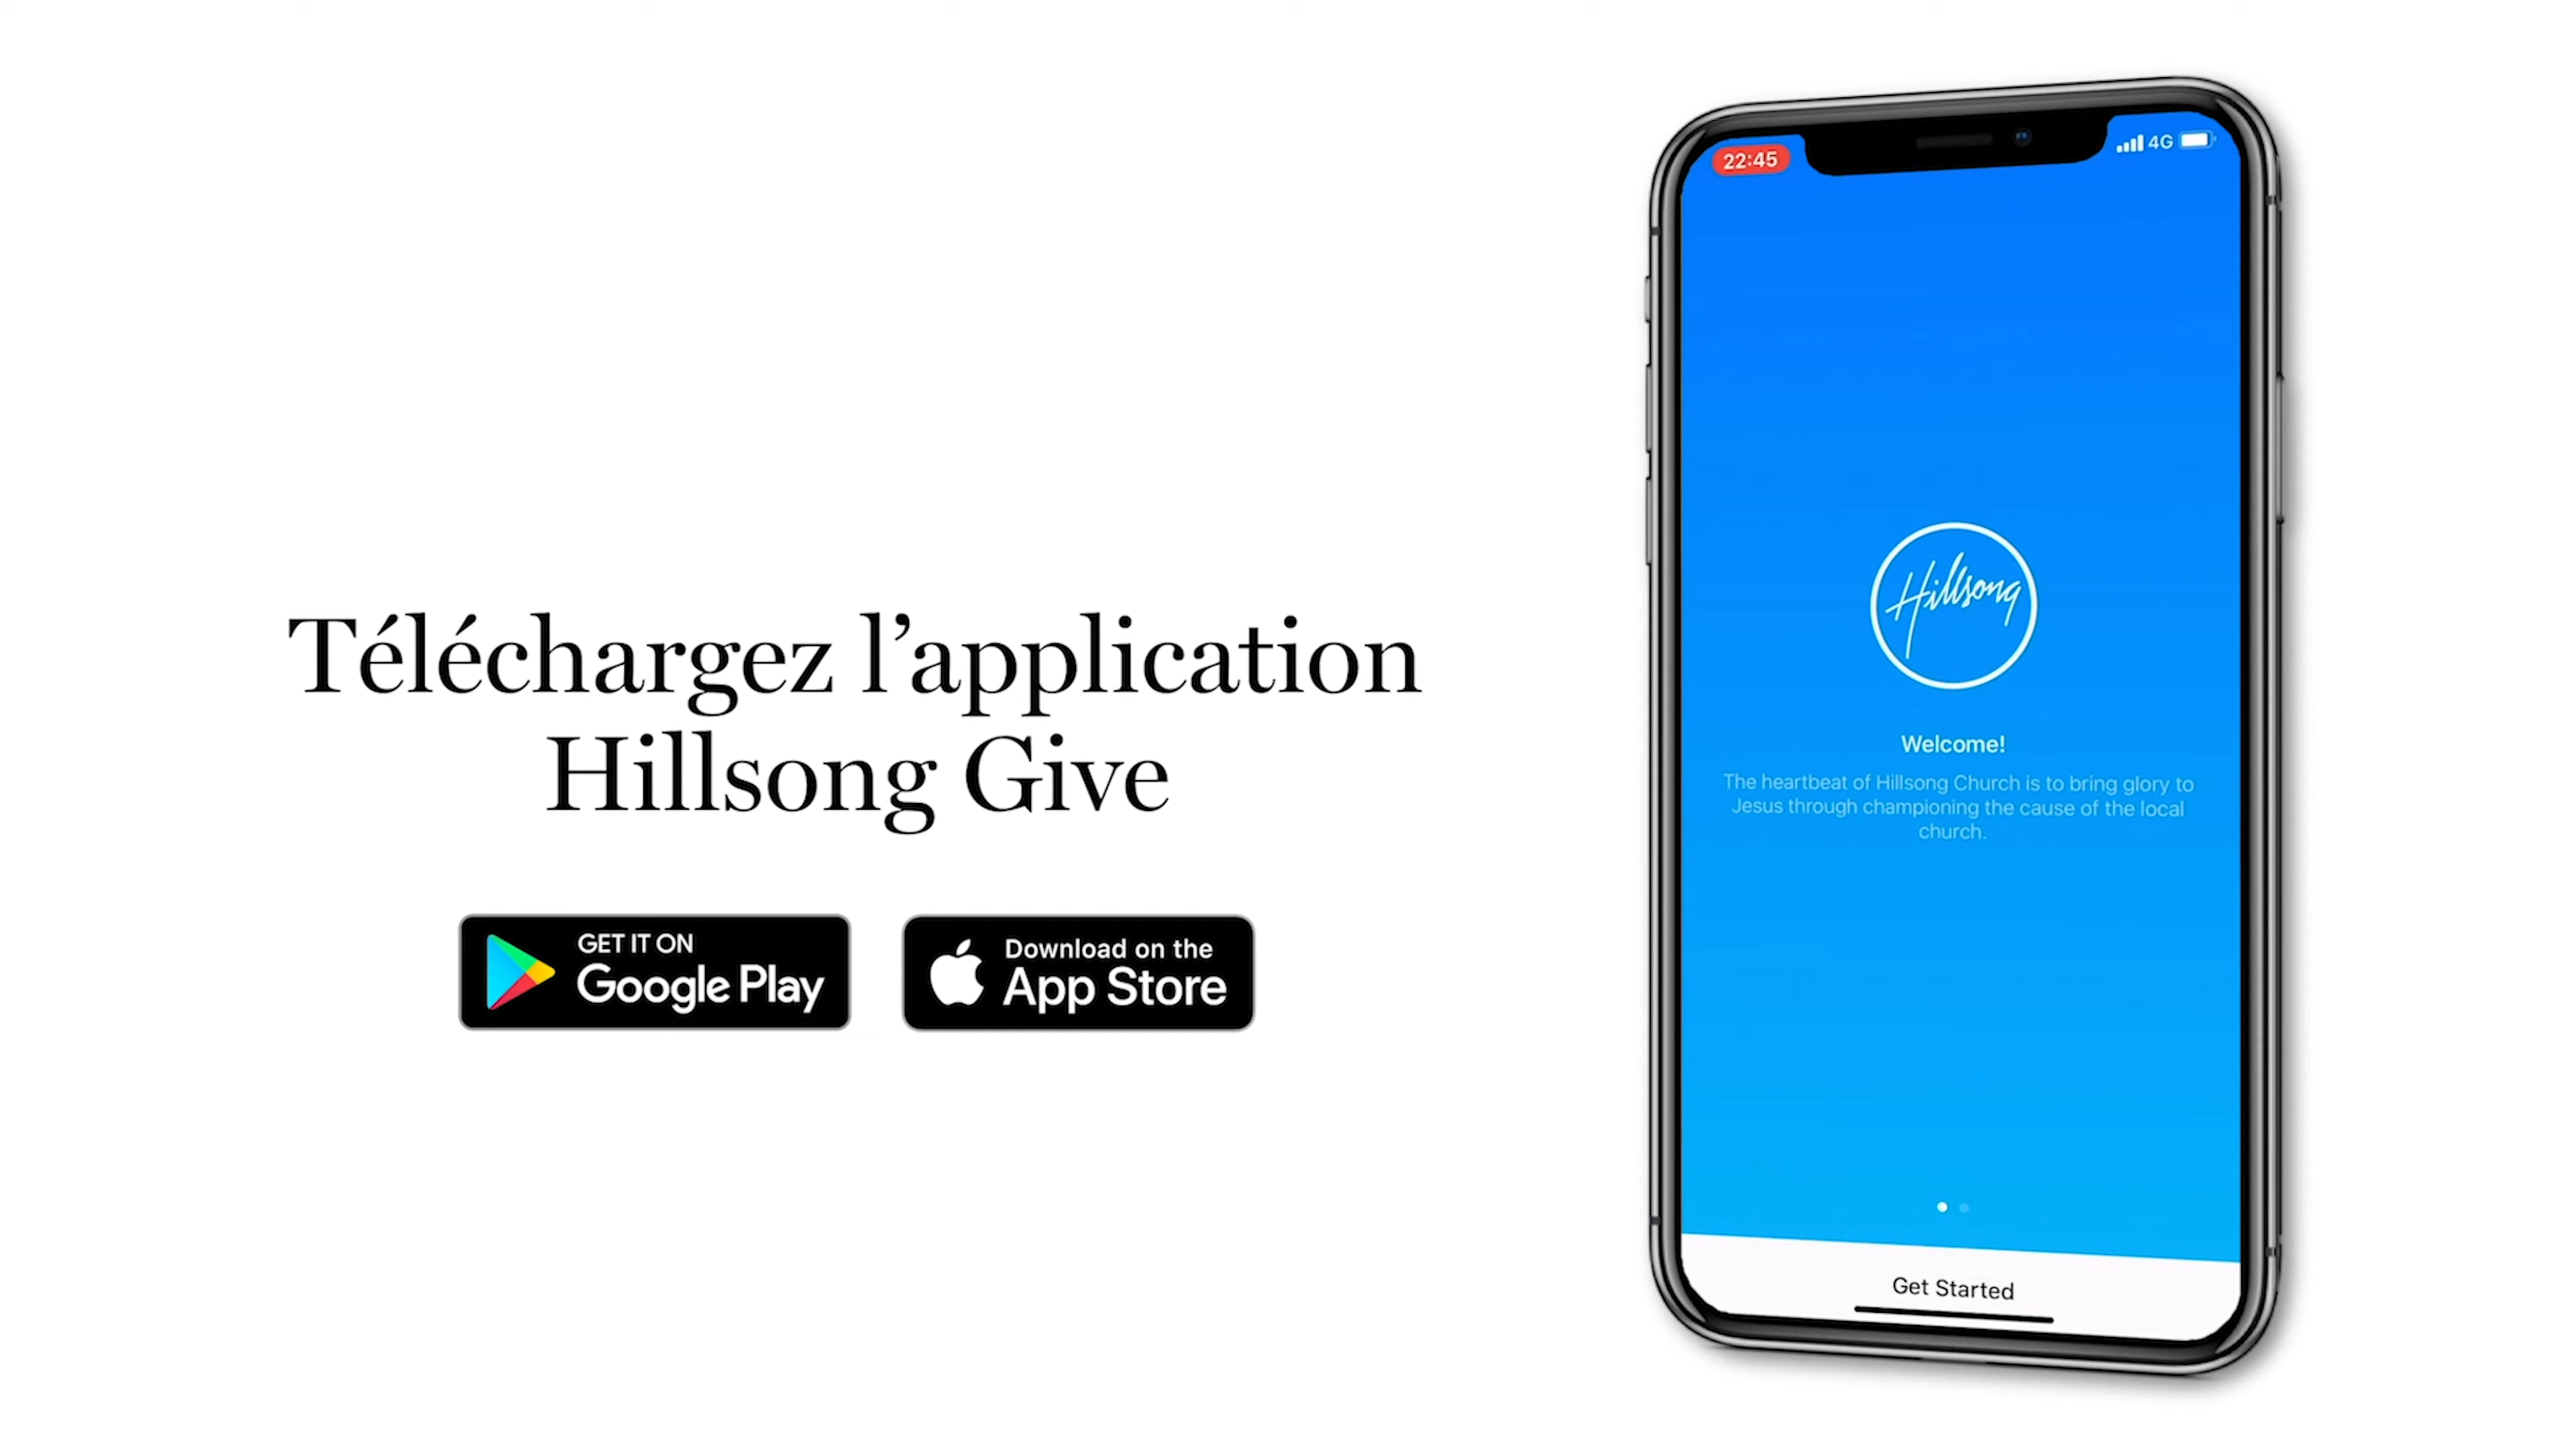 Téléchargez l’application
Hillsong Give
GET IT ON
Google Play
Download on the
App Store
22:45
4G
Hillsong
Welcome!
The heartbeat of Hillsong Church is to bring glory to
Jesus through championing the cause of the local
church.
Get Started